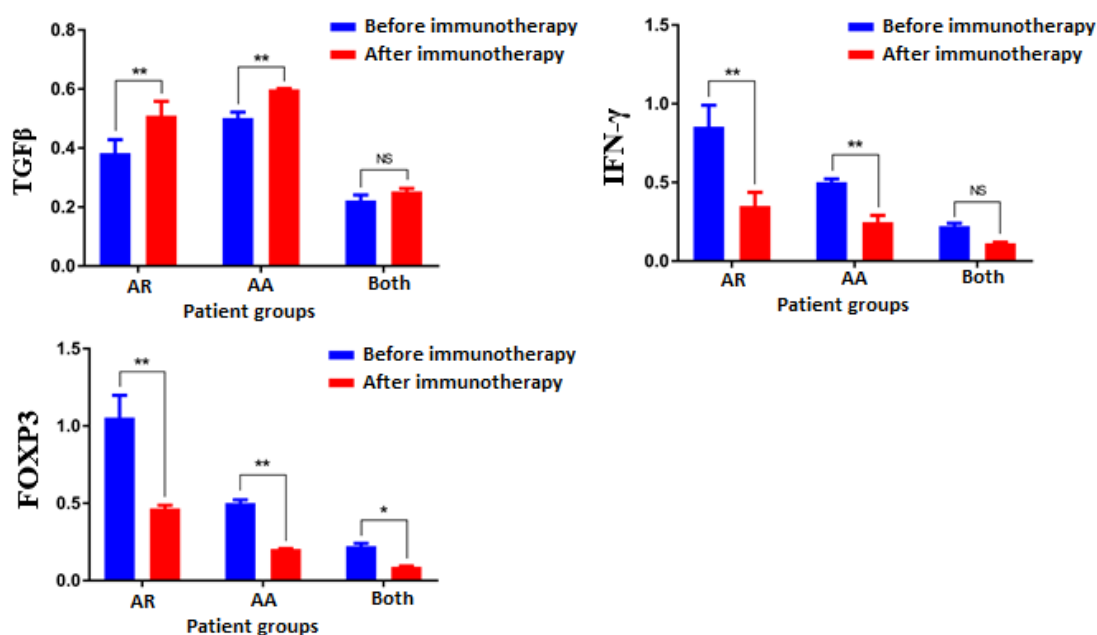 Before immunotherapy
After immunotherapy
TGFβ
0.8
0.6
0.4
0.2
0.0
**
**
NS
AR AA Both
Patient groups
Before immunotherapy
After immunotherapy
IFN-γ
1.5
1.0
0.5
0.0
**
**
NS
AR AA Both
Patient groups
Before immunotherapy
After immunotherapy
FOXP3
1.5
1.0
0.5
0.0
**
**
*
AR AA Both
Patient groups